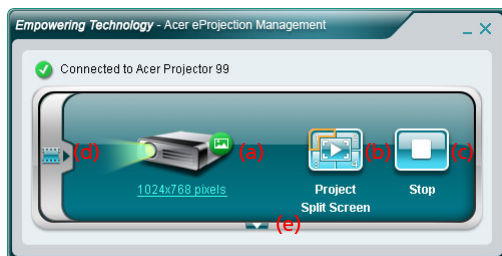 Empowering Technology - Acer eProjection Management
Connected to Acer Projector 99
(d) (a) (b) (c)
1024x768 pixels Project Split Screen Stop
(e)